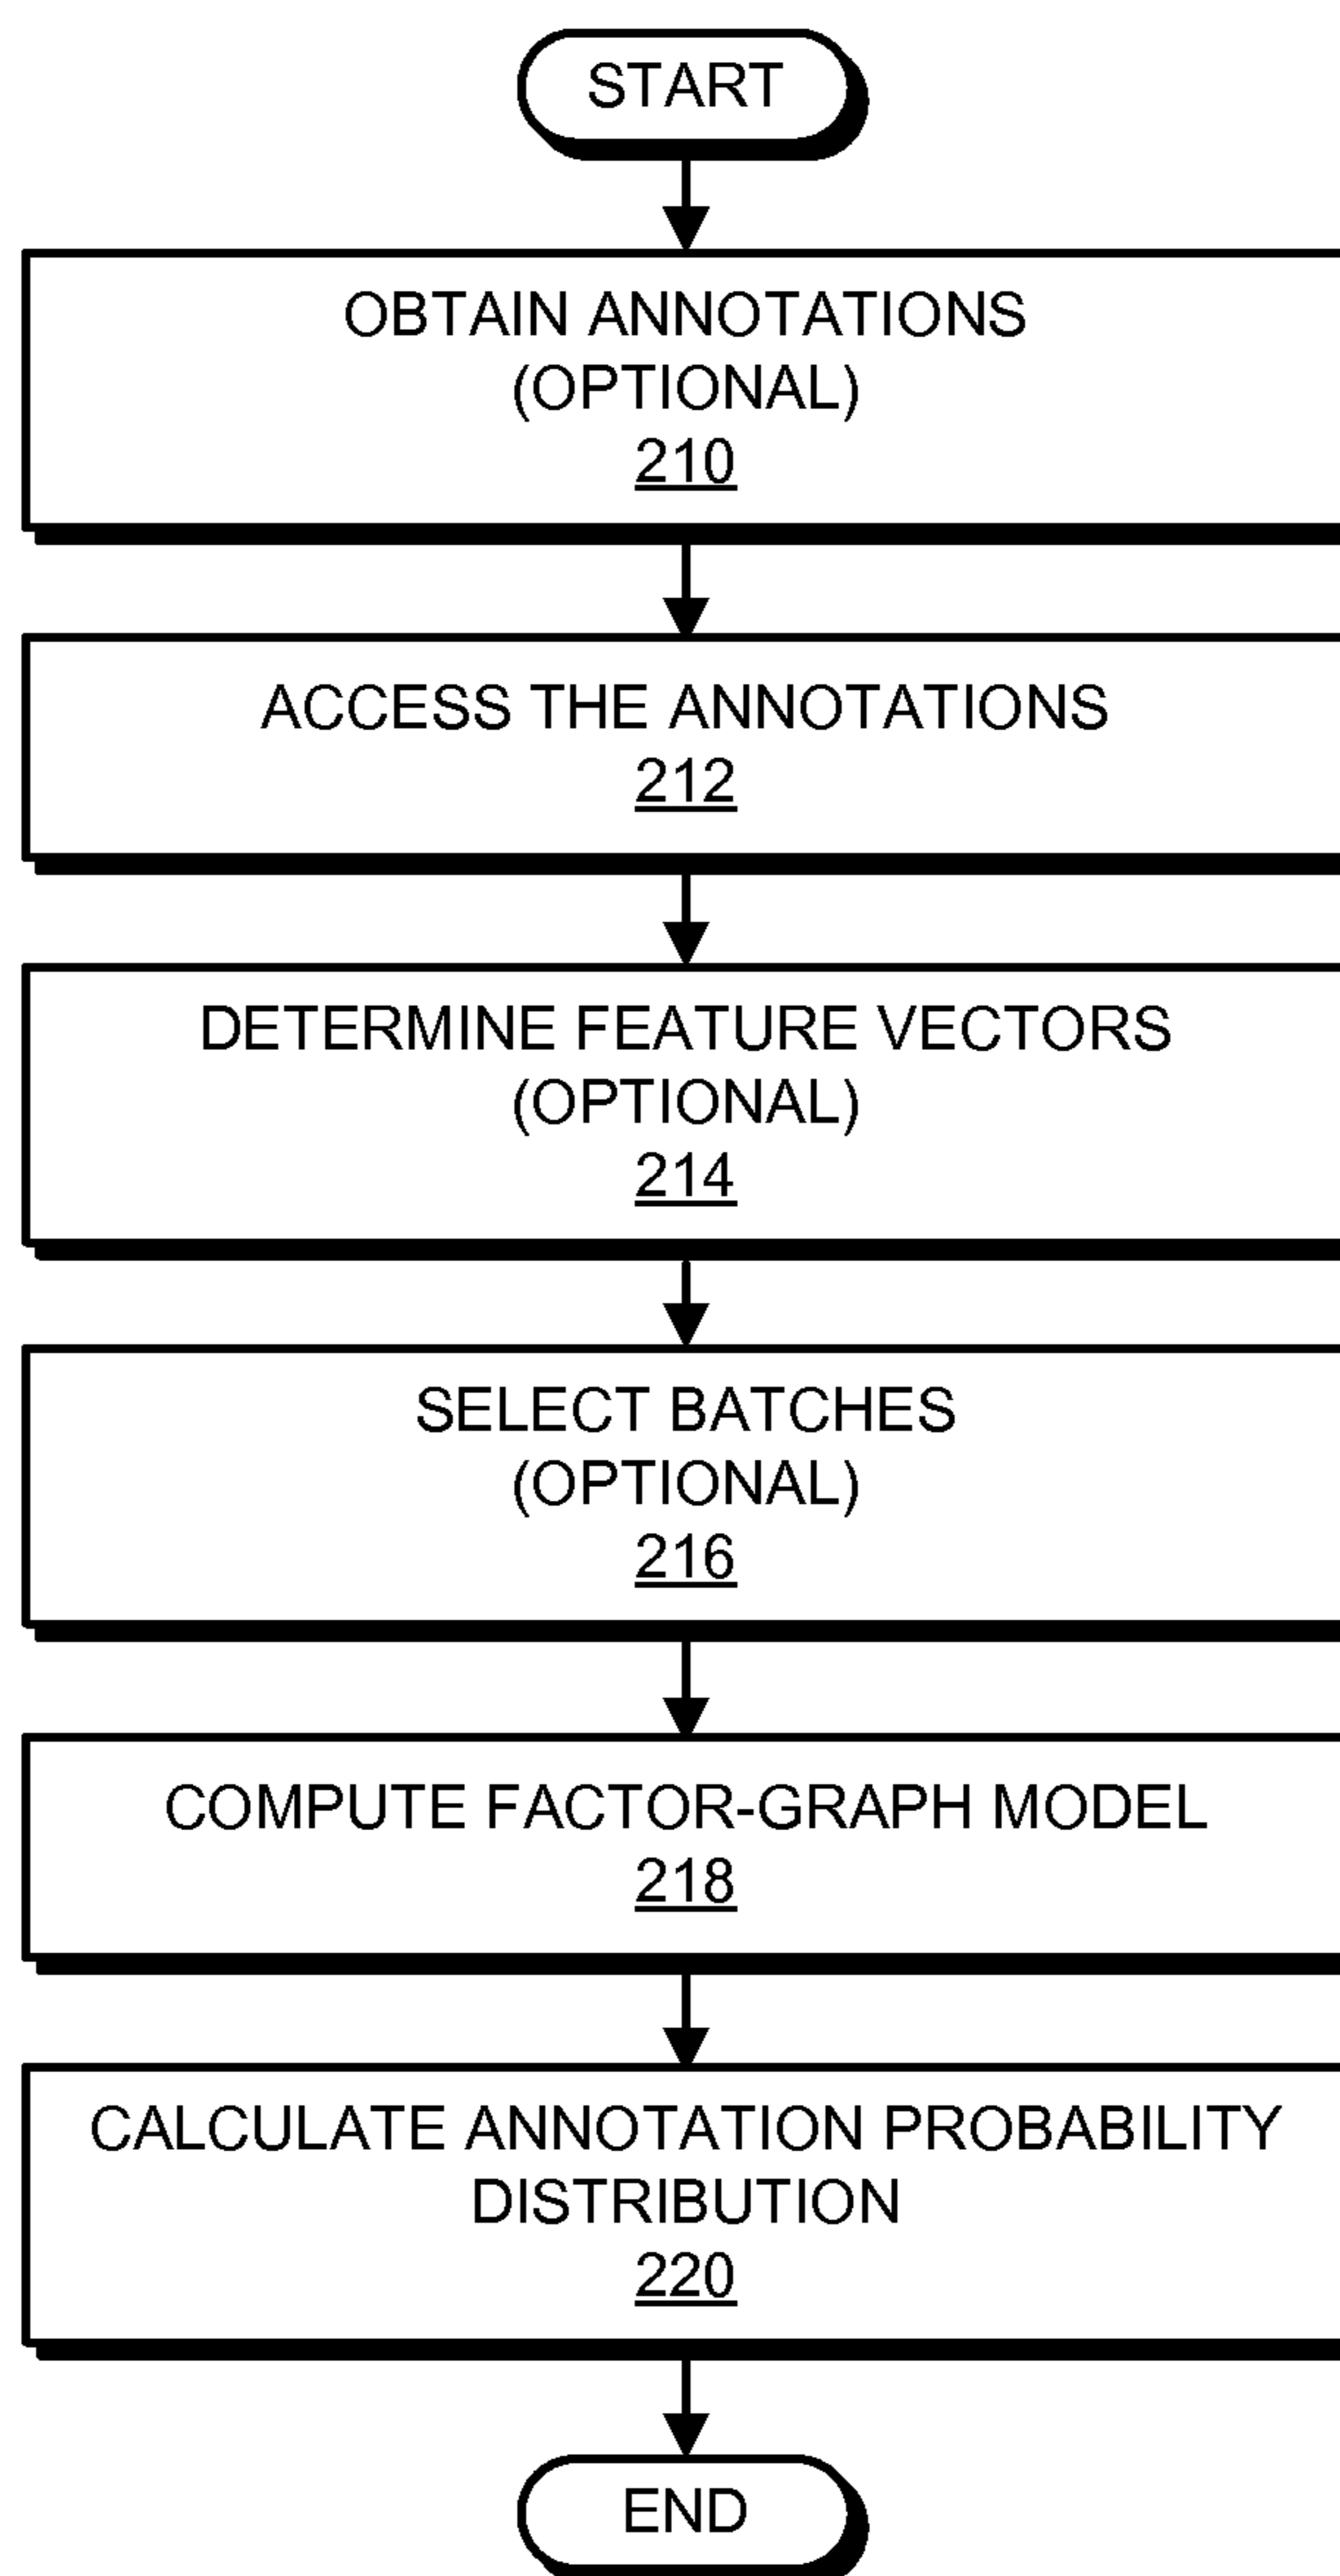 START
OBTAIN ANNOTATIONS
(OPTIONAL)
210
ACCESS THE ANNOTATIONS
212
DETERMINE FEATURE VECTORS
(OPTIONAL)
214
SELECT BATCHES
(OPTIONAL)
216
COMPUTE FACTOR-GRAPH MODEL
218
CALCULATE ANNOTATION PROBABILITY
DISTRIBUTION
220
END